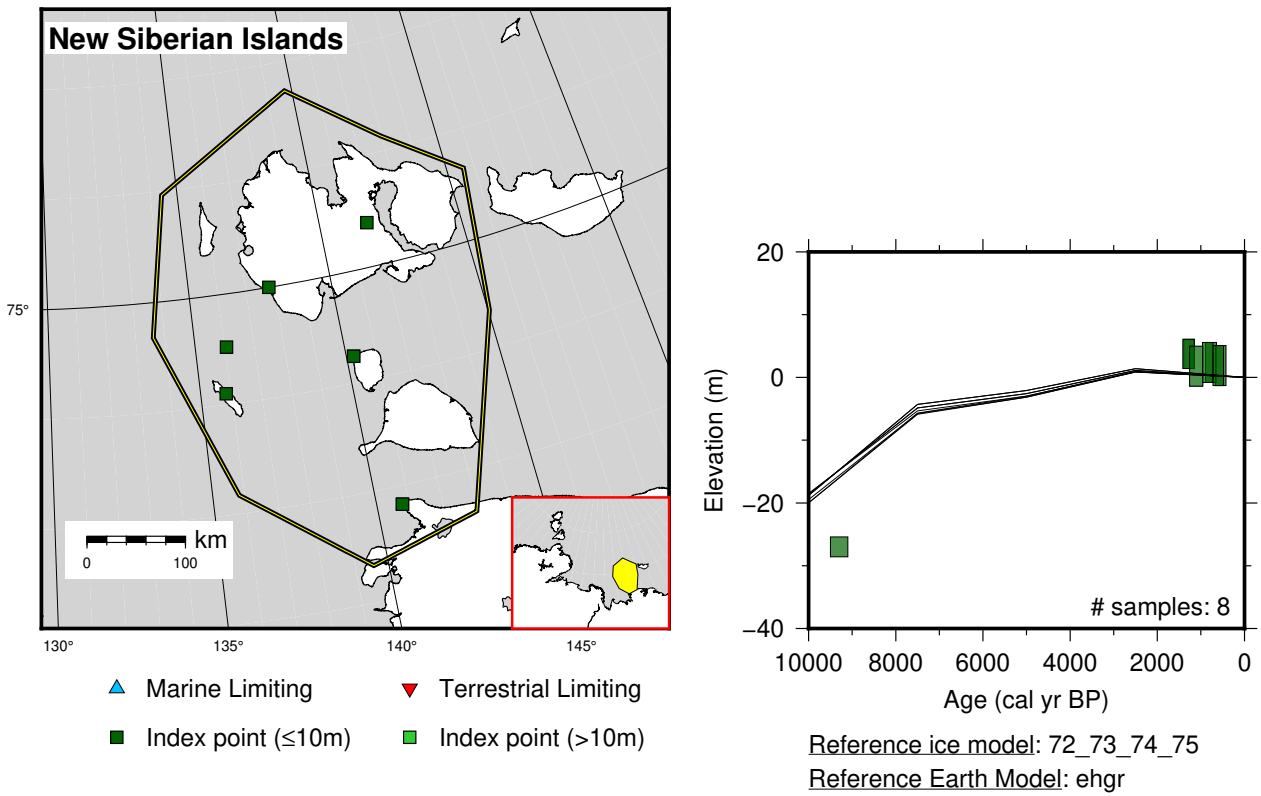 New Siberian Islands
75°
km
0 100
130° 135° 140° 145°
Marine Limiting
Terrestrial Limiting
Index point (≤10m)
Index point (>10m)
20
0
−20
−40
Elevation (m)
# samples: 8
10000 8000 6000 4000 2000 0
Age (cal yr BP)
Reference ice model: 72_73_74_75
Reference Earth Model: ehgr